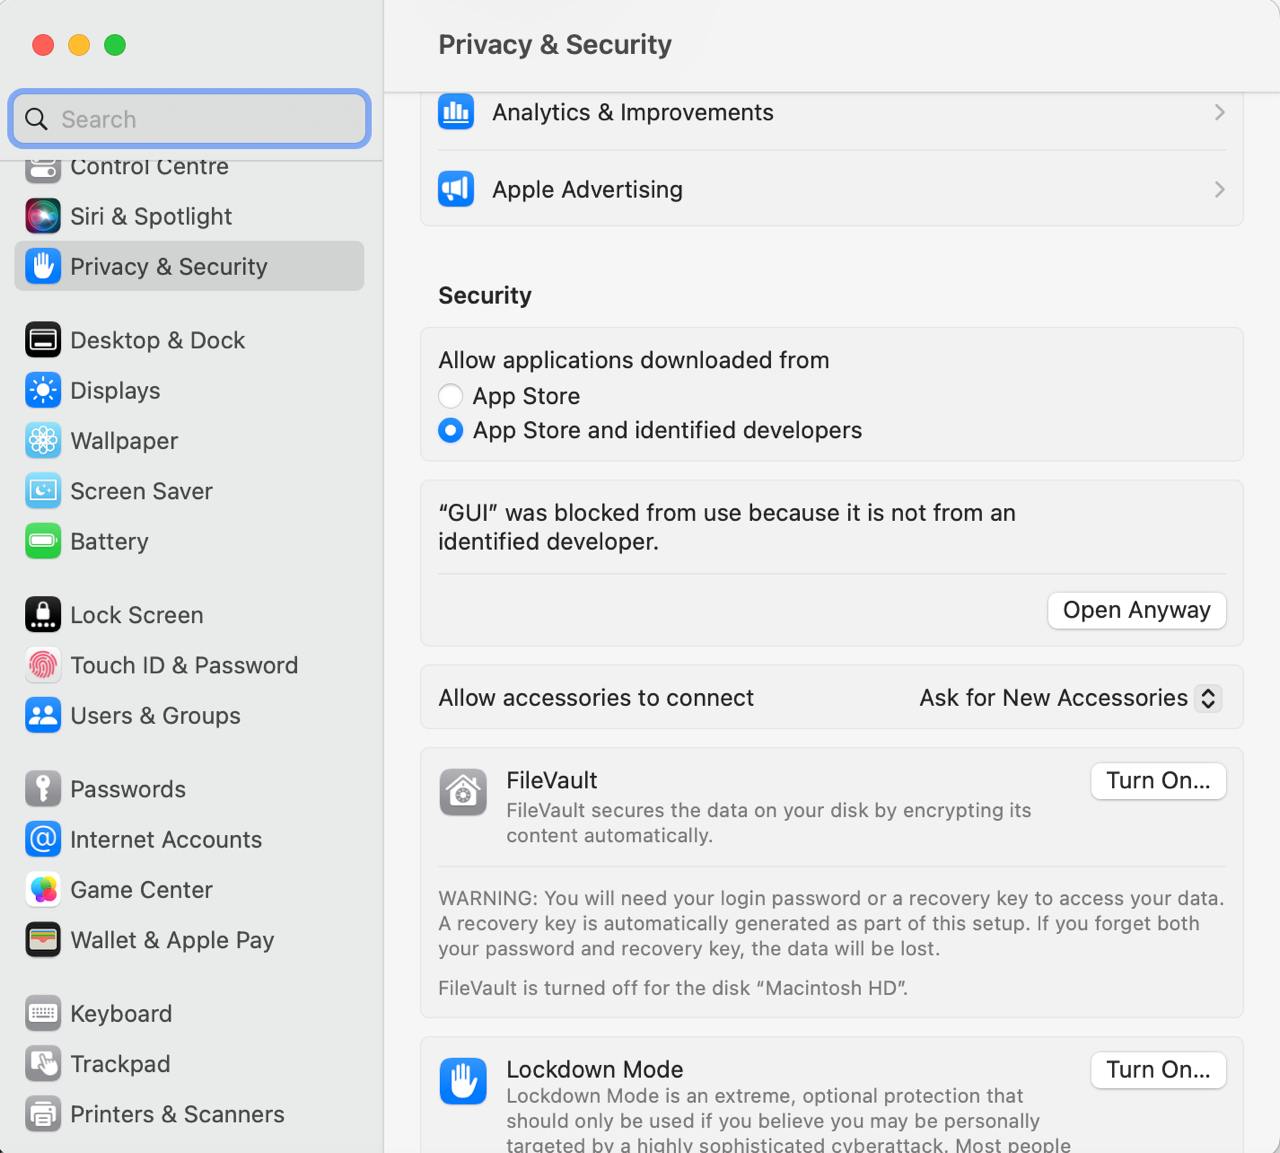 Privacy & Security
Search
Control Centre
Siri & Spotlight
Privacy & Security
Desktop & Dock
Displays
Wallpaper
Screen Saver
Battery
Lock Screen
Touch ID & Password
Users & Groups
Passwords
Internet Accounts
Game Center
Wallet & Apple Pay
Keyboard
Trackpad
Printers & Scanners
Analytics & Improvements
Apple Advertising
Security
Allow applications downloaded from
App Store
App Store and identified developers
“GUI” was blocked from use because it is not from an
identified developer.
Open Anyway
Allow accessories to connect
Ask for New Accessories
FileVault
Turn On...
FileVault secures the data on your disk by encrypting its
content automatically.
WARNING: You will need your login password or a recovery key to access your data.
A recovery key is automatically generated as part of this setup. If you forget both
your password and recovery key, the data will be lost.
FileVault is turned off for the disk “Macintosh HD”.
Lockdown Mode
Turn On...
Lockdown Mode is an extreme, optional protection that
should only be used if you believe you may be personally
targeted by a highly sophisticated cyberattack. Most people